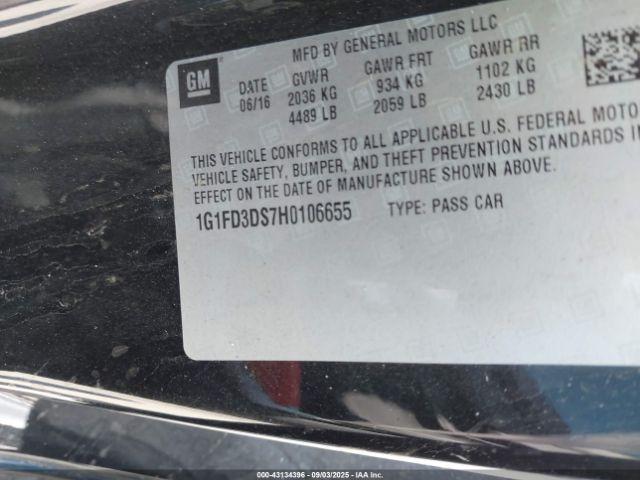 MFD BY GENERAL MOTORS LLC
GM
DATE GVWR GAWR FRT GAWR RR
06/16 2036 KG 934 KG 1102 KG
4489 LB 2059 LB 2430 LB
THIS VEHICLE CONFORMS TO ALL APPLICABLE U.S. FEDERAL MOTO
VEHICLE SAFETY, BUMPER, AND THEFT PREVENTION STANDARDS I
EFFECT ON THE DATE OF MANUFACTURE SHOWN ABOVE.
1G1FD3DS7H0106655 TYPE: PASS CAR
000-43134396 - 09/03/2025 - IAA Inc.